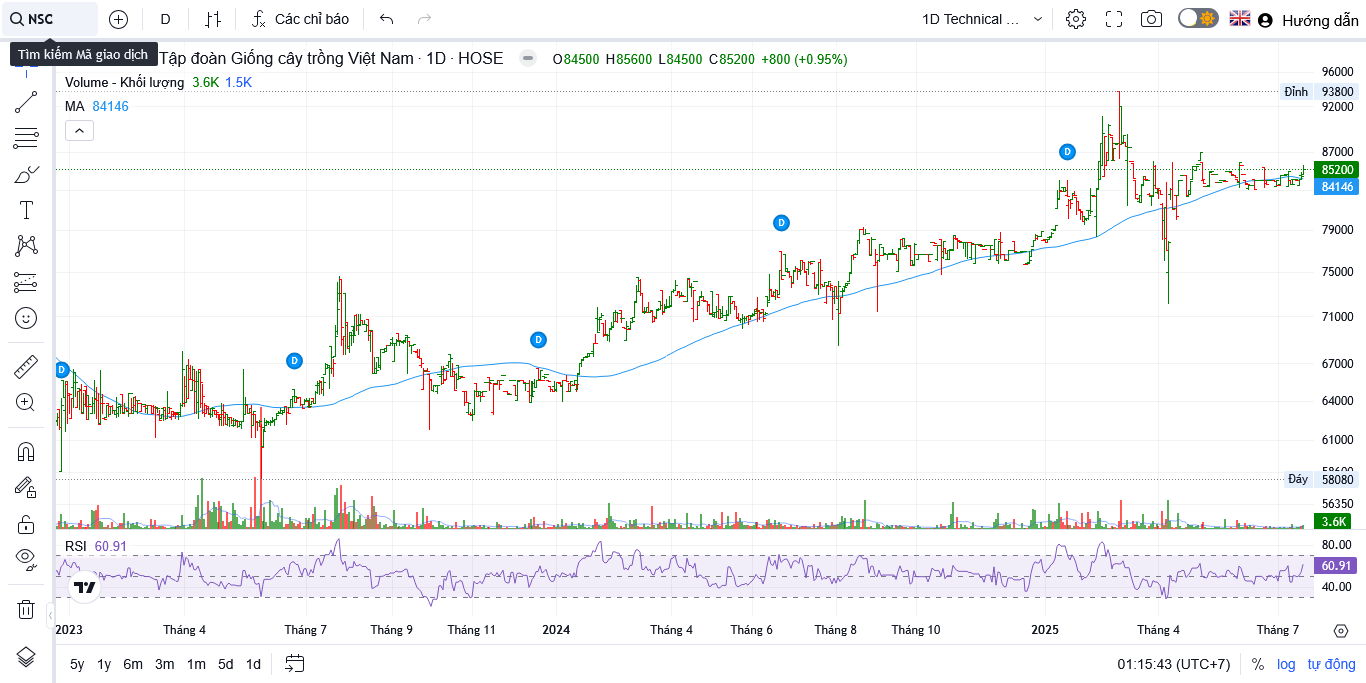 NSC
D
Các chỉ báo
1D Technical ...
Hướng dẫn
Tìm kiếm Mã giao dịch
Tập đoàn Giống cây trồng Việt Nam · 1D · HOSE
O84500 H85600 L84500 C85200 +800 (+0.95%)
Volume - Khối lượng 3.6K 1.5K
MA 84146
96000
Đỉnh 93800
92000
87000
85200
84146
79000
75000
71000
67000
64000
61000
58600
Đáy 58080
56350
3.6K
D
D
D
D
D
RSI 60.91
80.00
60.91
40.00
2023 Tháng 4 Tháng 7 Tháng 9 Tháng 11 2024 Tháng 4 Tháng 6 Tháng 8 Tháng 10 2025 Tháng 4 Tháng 7
5y 1y 6m 3m 1m 5d 1d
01:15:43 (UTC+7) % log tự động